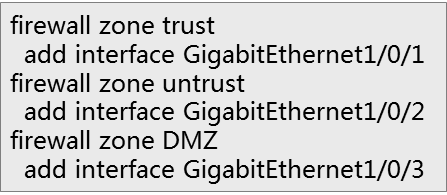 firewall zone trust
add interface GigabitEthernet1/0/1
firewall zone untrust
add interface GigabitEthernet1/0/2
firewall zone DMZ
add interface GigabitEthernet1/0/3